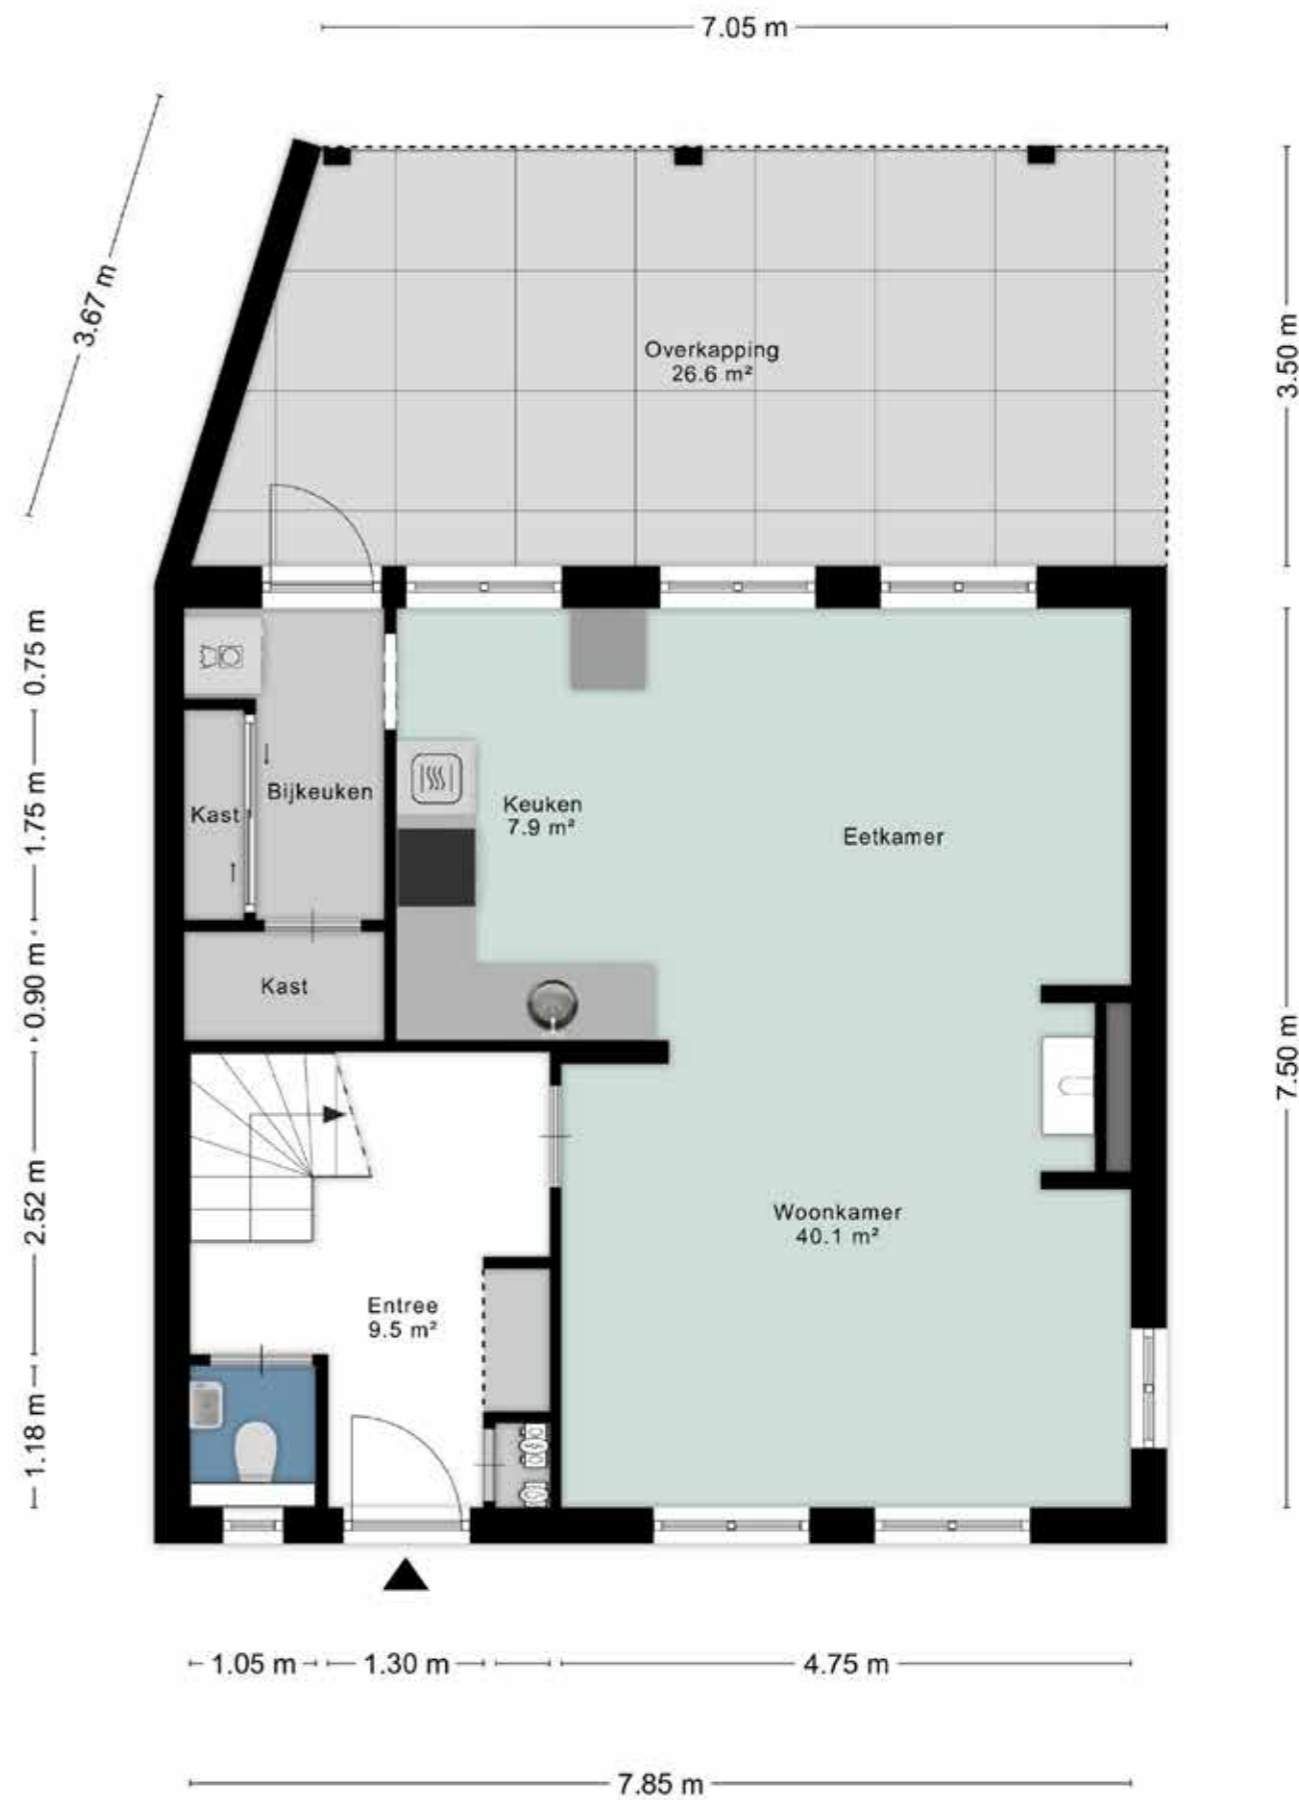 7.05 m
3.67 m
Overkapping
26.6 m²
3.50 m
0.75 m
1.75 m
Kast
Bijkeuken
Keuken
7.9 m²
Eetkamer
0.90 m
Kast
7.50 m
2.52 m
Woonkamer
40.1 m²
Entree
9.5 m²
1.18 m
1.05 m
1.30 m
4.75 m
7.85 m